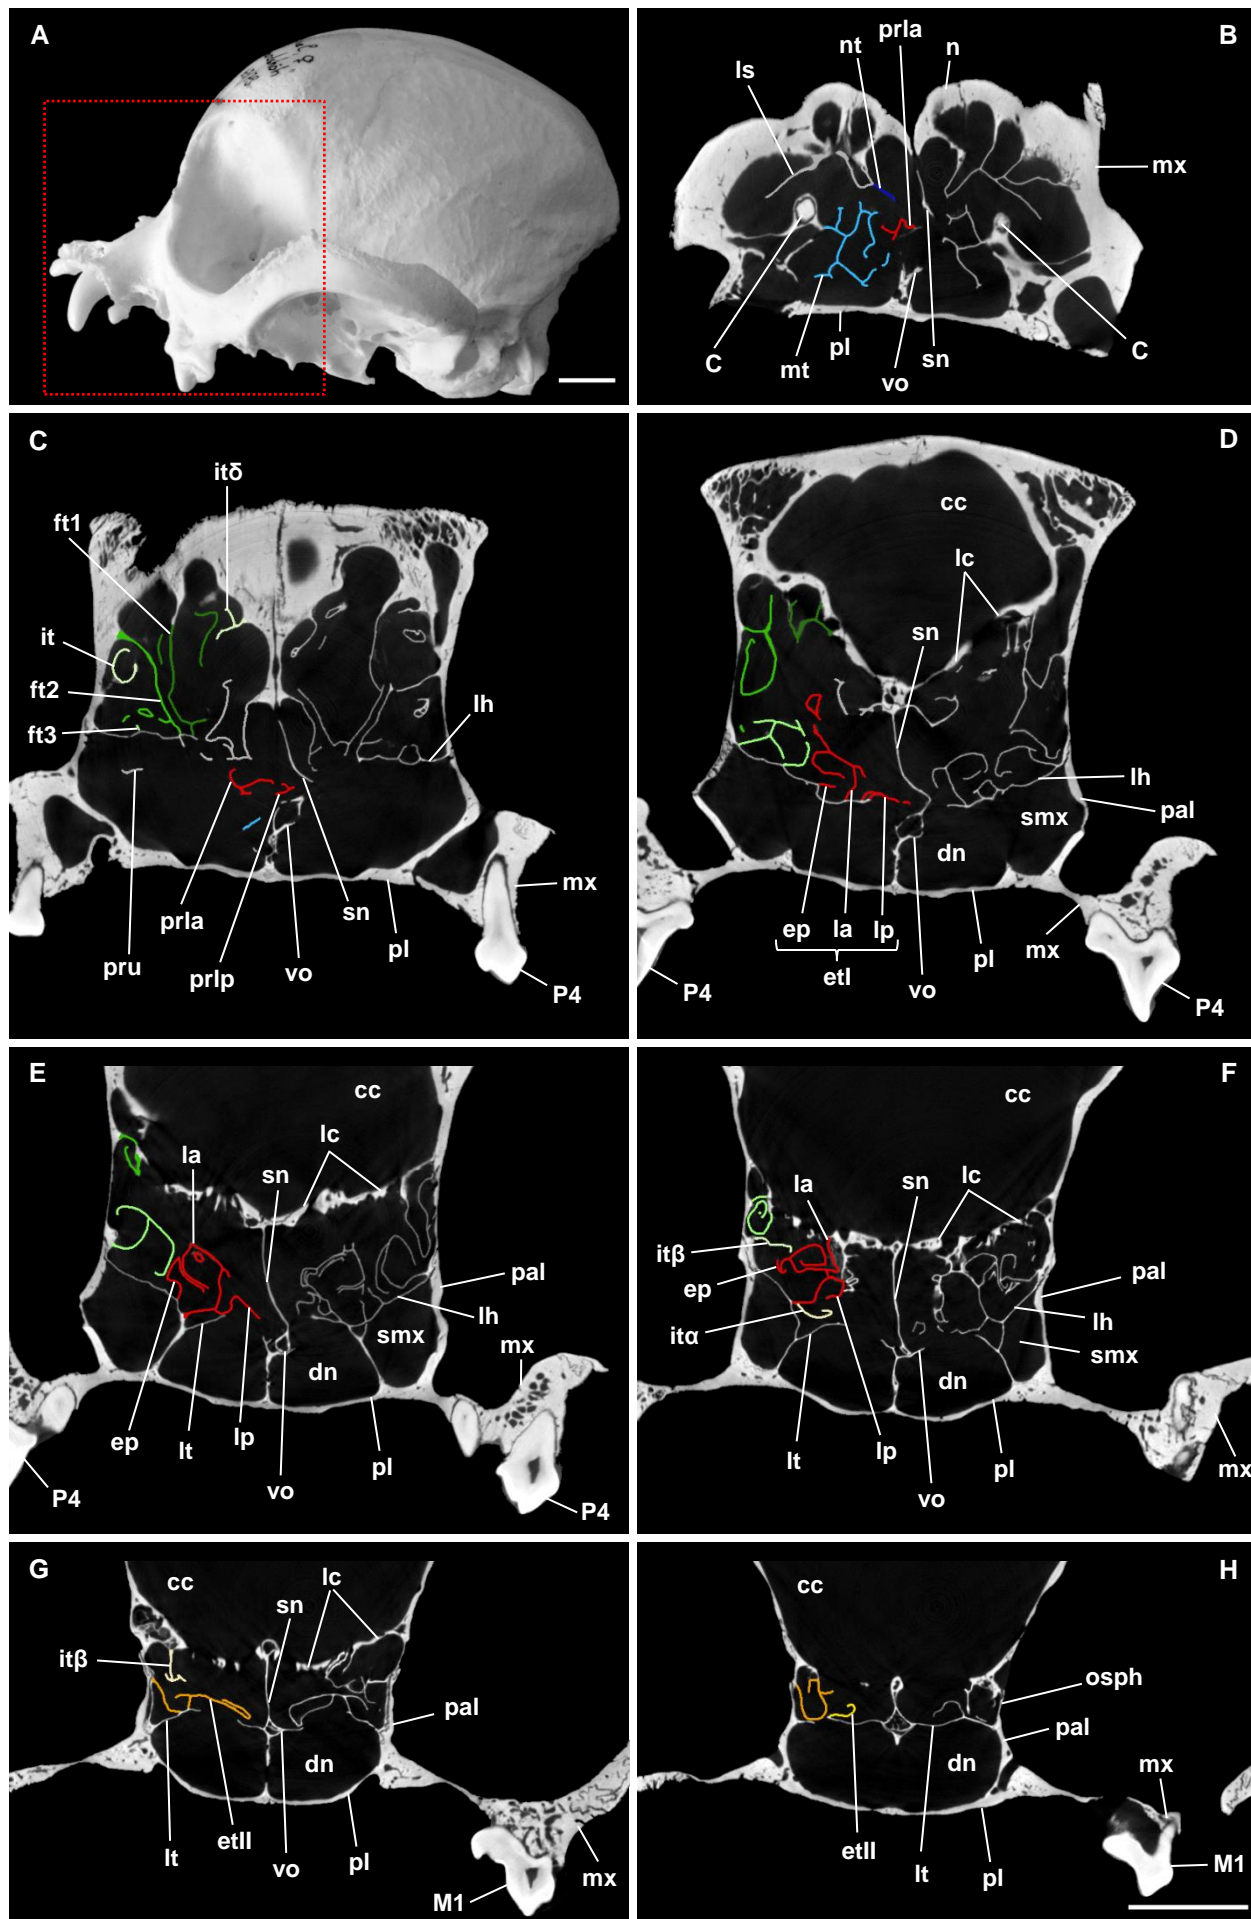 A
B
prla
nt
n
ls
mx
C
mt
pl
vo
sn
C
C
itδ
ft1
it
ft2
ft3
lh
mx
prla
sn
pru
prlp
vo
pl
P4
D
cc
lc
sn
lh
pal
smx
dn
ep
la
lp
etI
pl
mx
vo
P4
P4
E
cc
lc
la
sn
pal
lh
smx
mx
dn
ep
lt
lp
vo
pl
P4
P4
F
cc
lc
la
sn
itβ
ep
pal
lh
itα
smx
dn
lt
lp
pl
vo
mx
G
cc
lc
sn
itβ
pal
dn
lt
etII
vo
pl
mx
M1
H
cc
osph
pal
dn
mx
etII
lt
pl
M1